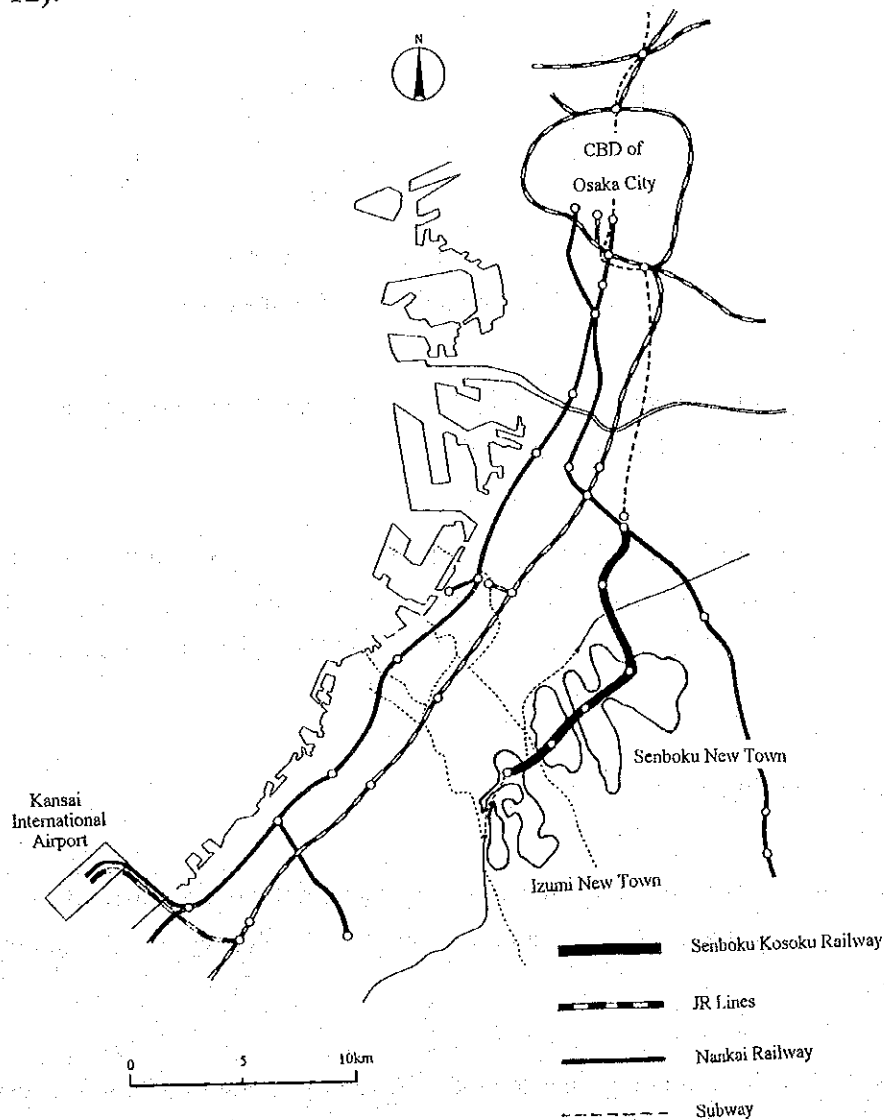 12).
N
CBD of
Osaka City
Senboku New Town
Kansai
International
Airport
Izumi New Town
Senboku Kosoku Railway
JR Lines
Nankai Railway
0 5 10km
Subway